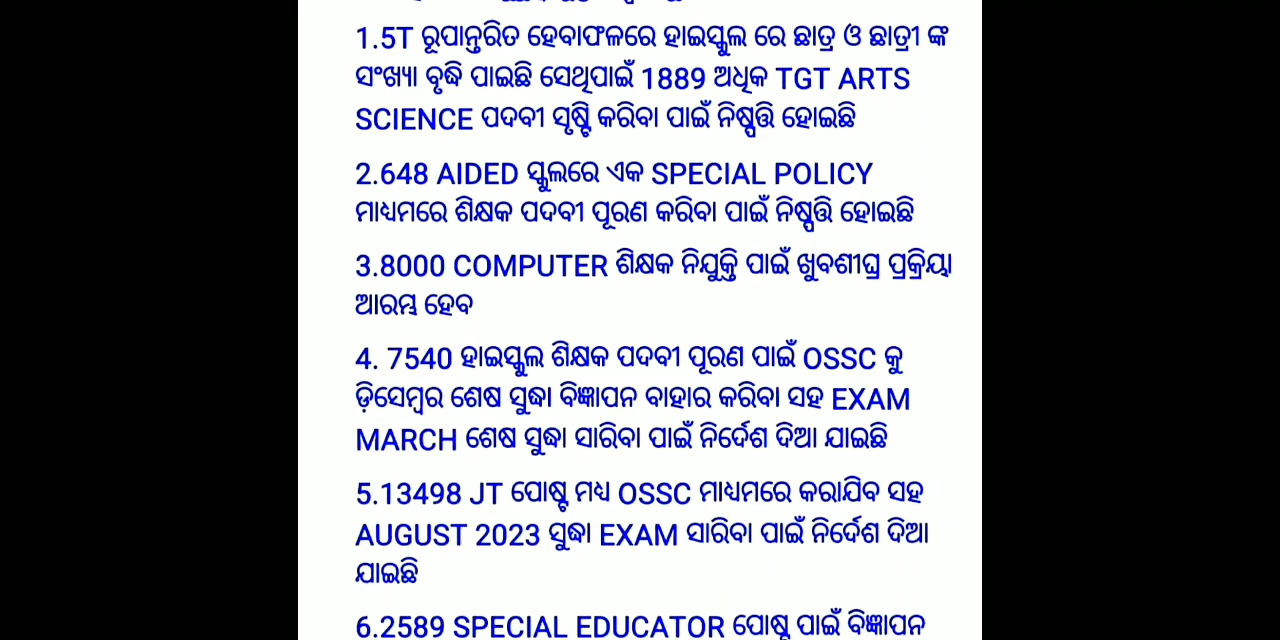 1.5T ରୂପାନ୍ତରିତ ହେବାଫଳରେ ହାଇସ୍କୁଲ ରେ ଛାତ୍ର ଓ ଛାତ୍ରୀ ଙ୍କ
ସଂଖ୍ୟା ବୃଦ୍ଧି ପାଇଛି ସେଥିପାଇଁ 1889 ଅଧିକ TGT ARTS
SCIENCE ପଦବୀ ସୃଷ୍ଟି କରିବା ପାଇଁ ନିଷ୍ପତ୍ତି ହୋଇଛି
2.648 AIDED ସ୍କୁଲରେ ଏକ SPECIAL POLICY
ମାଧ୍ୟମରେ ଶିକ୍ଷକ ପଦବୀ ପୂରଣ କରିବା ପାଇଁ ନିଷ୍ପତ୍ତି ହୋଇଛି
3.8000 COMPUTER ଶିକ୍ଷକ ନିଯୁକ୍ତି ପାଇଁ ଖୁବଶୀଘ୍ର ପ୍ରକ୍ରିୟା
ଆରମ୍ଭ ହେବ
4. 7540 ହାଇସ୍କୁଲ ଶିକ୍ଷକ ପଦବୀ ପୂରଣ ପାଇଁ OSSC କୁ
ଡ଼ିସେମ୍ବର ଶେଷ ସୁଦ୍ଧା ବିଜ୍ଞାପନ ବାହାର କରିବା ସହ EXAM
MARCH ଶେଷ ସୁଦ୍ଧା ସାରିବା ପାଇଁ ନିର୍ଦେଶ ଦିଆ ଯାଇଛି
5.13498 JT ପୋଷ୍ଟ ମଧ୍ୟ OSSC ମାଧ୍ୟମରେ କରାଯିବ ସହ
AUGUST 2023 ସୁଦ୍ଧା EXAM ସାରିବା ପାଇଁ ନିର୍ଦେଶ ଦିଆ
ଯାଇଛି
6.2589 SPECIAL EDUCATOR ପୋଷ୍ଟ ପାଇଁ ବିଜ୍ଞାପନ